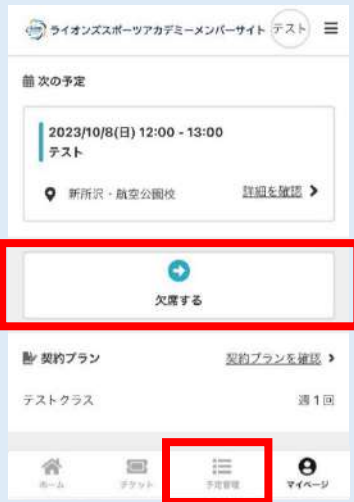 ライオンズスポーツアカデミーメンバーサイト テスト
次の予定
2023/10/8(日) 12:00 - 13:00
テスト
新所沢・航空公園校 詳細を確認
欠席する
契約プラン 契約プランを確認
テストクラス 週1回
ホーム チケット 予定管理 マイページ